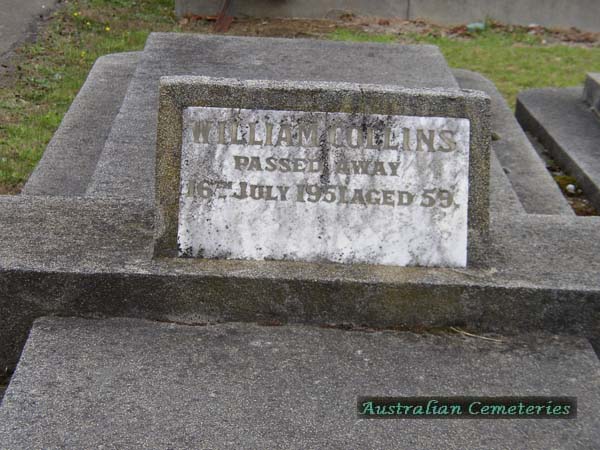 WILLIAM COLLINS
PASSED AWAY
16TH JULY 1951 AGED 59.
Australian Cemeteries